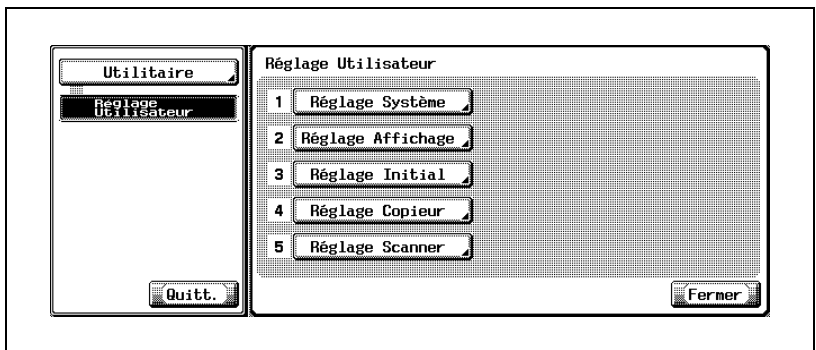 Utilitaire
Réglage
Utilisateur
Quitt.
Réglage Utilisateur
1 Réglage Système
2 Réglage Affichage
3 Réglage Initial
4 Réglage Copieur
5 Réglage Scanner
Fermer